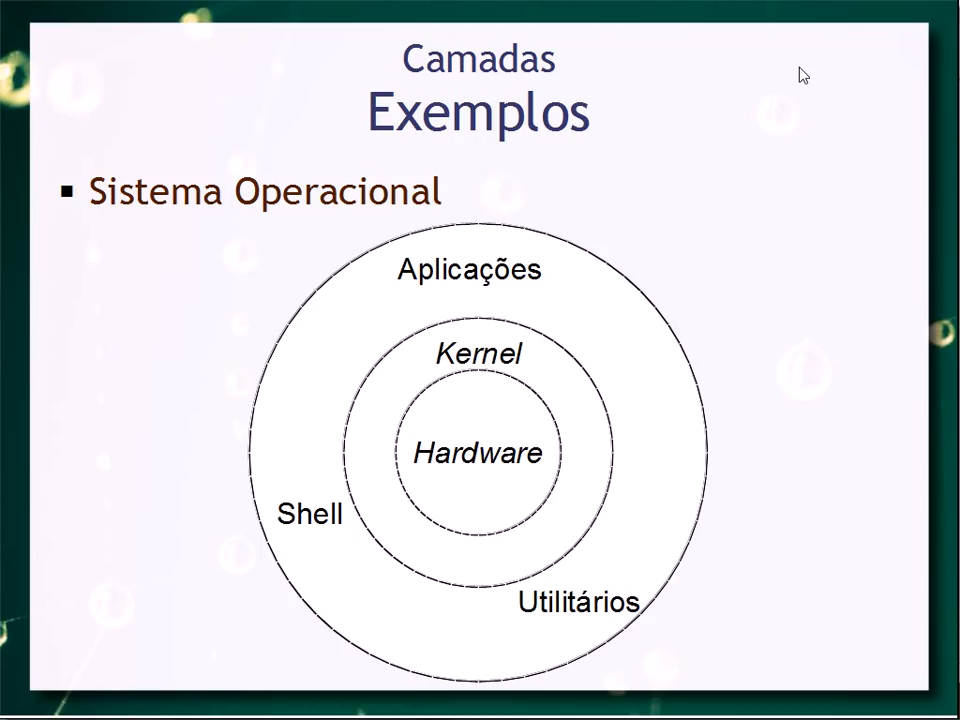 Camadas
Exemplos
▪ Sistema Operacional
Aplicações
Kernel
Hardware
Shell
Utilitários